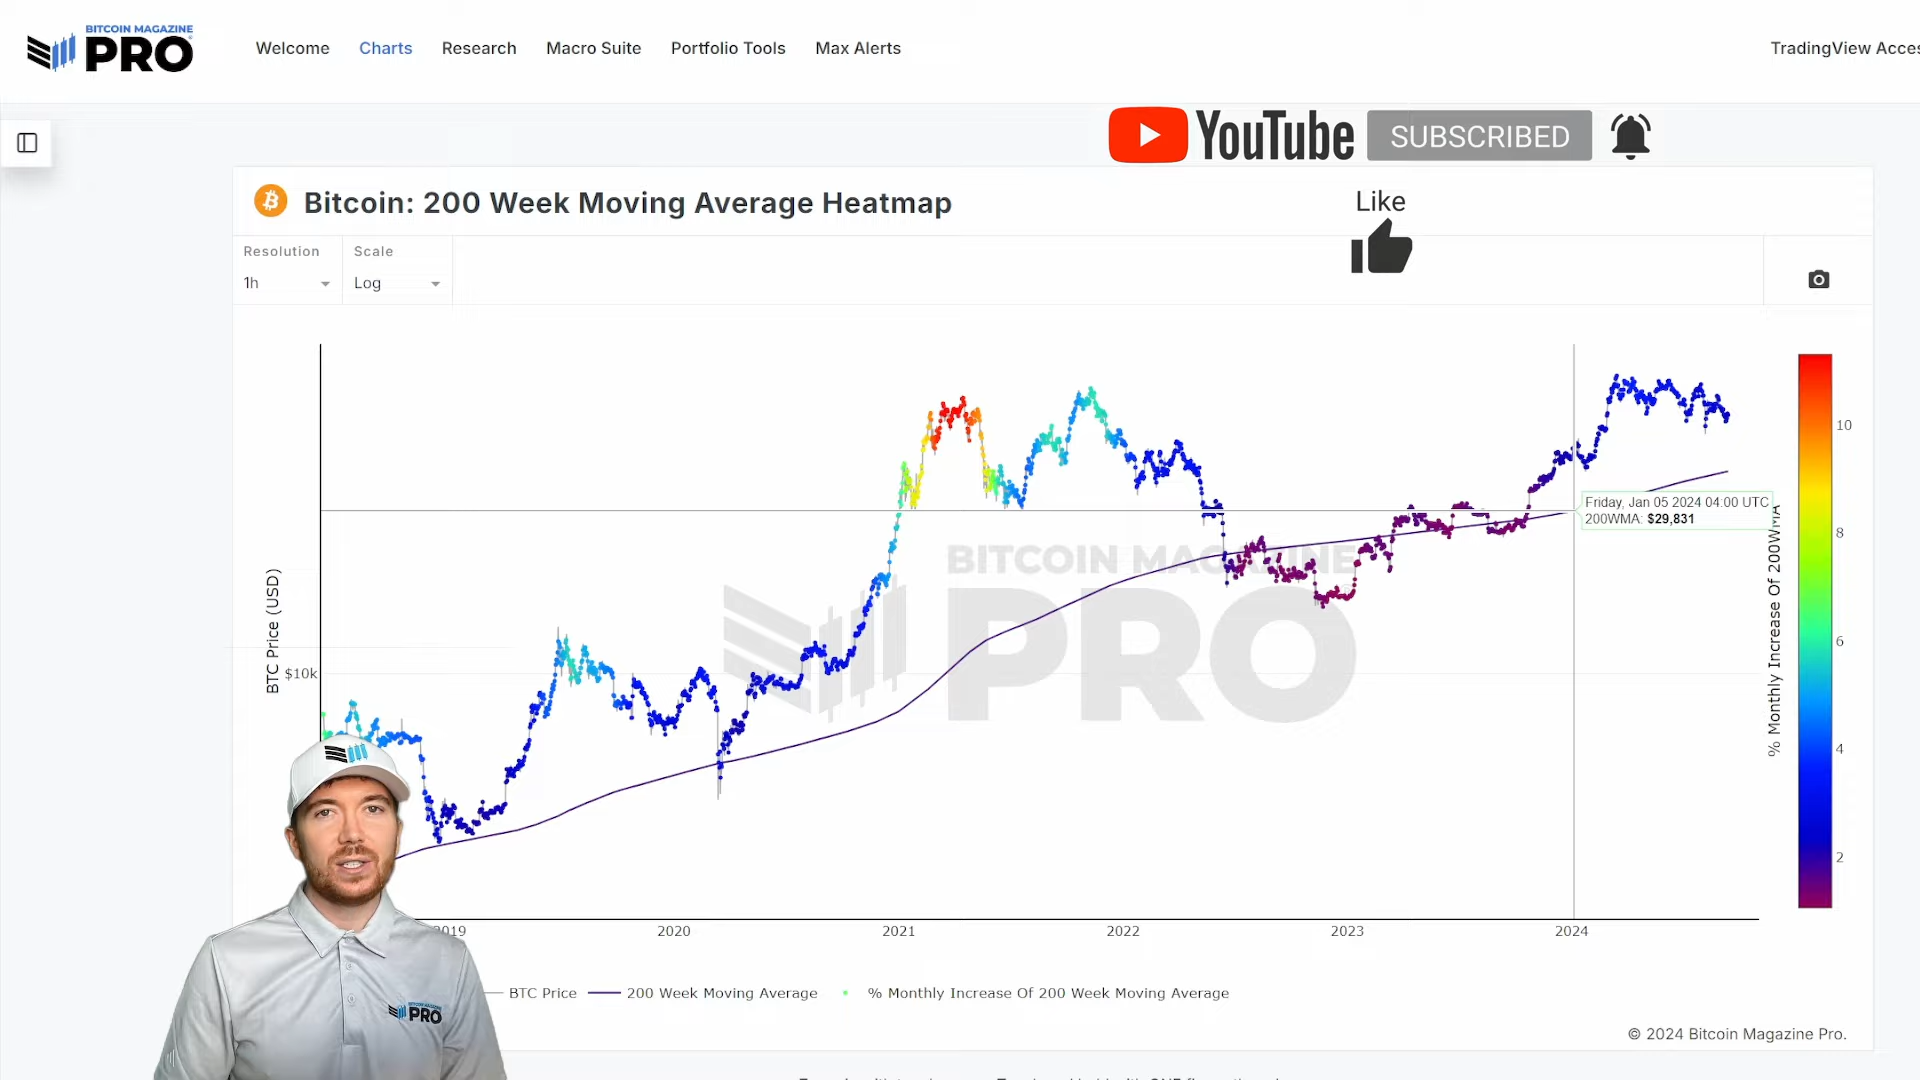 BITCOIN MAGAZINE
PRO
Welcome
Charts
Research
Macro Suite
Portfolio Tools
Max Alerts
TradingView
YouTube
SUBSCRIBED
Like
Bitcoin: 200 Week Moving Average Heatmap
Resolution
Scale
1h
Log
BTC Price (USD)
$10k
BITCOIN MAGAZINE
PRO
Friday, Jan 05 2024 04:00 UTC
200WMA: $29,831
% Monthly Increase Of 200WMA
10
8
6
4
2
2019
2020
2021
2022
2023
2024
BTC Price
200 Week Moving Average
% Monthly Increase Of 200 Week Moving Average
© 2024 Bitcoin Magazine Pro.
PRO